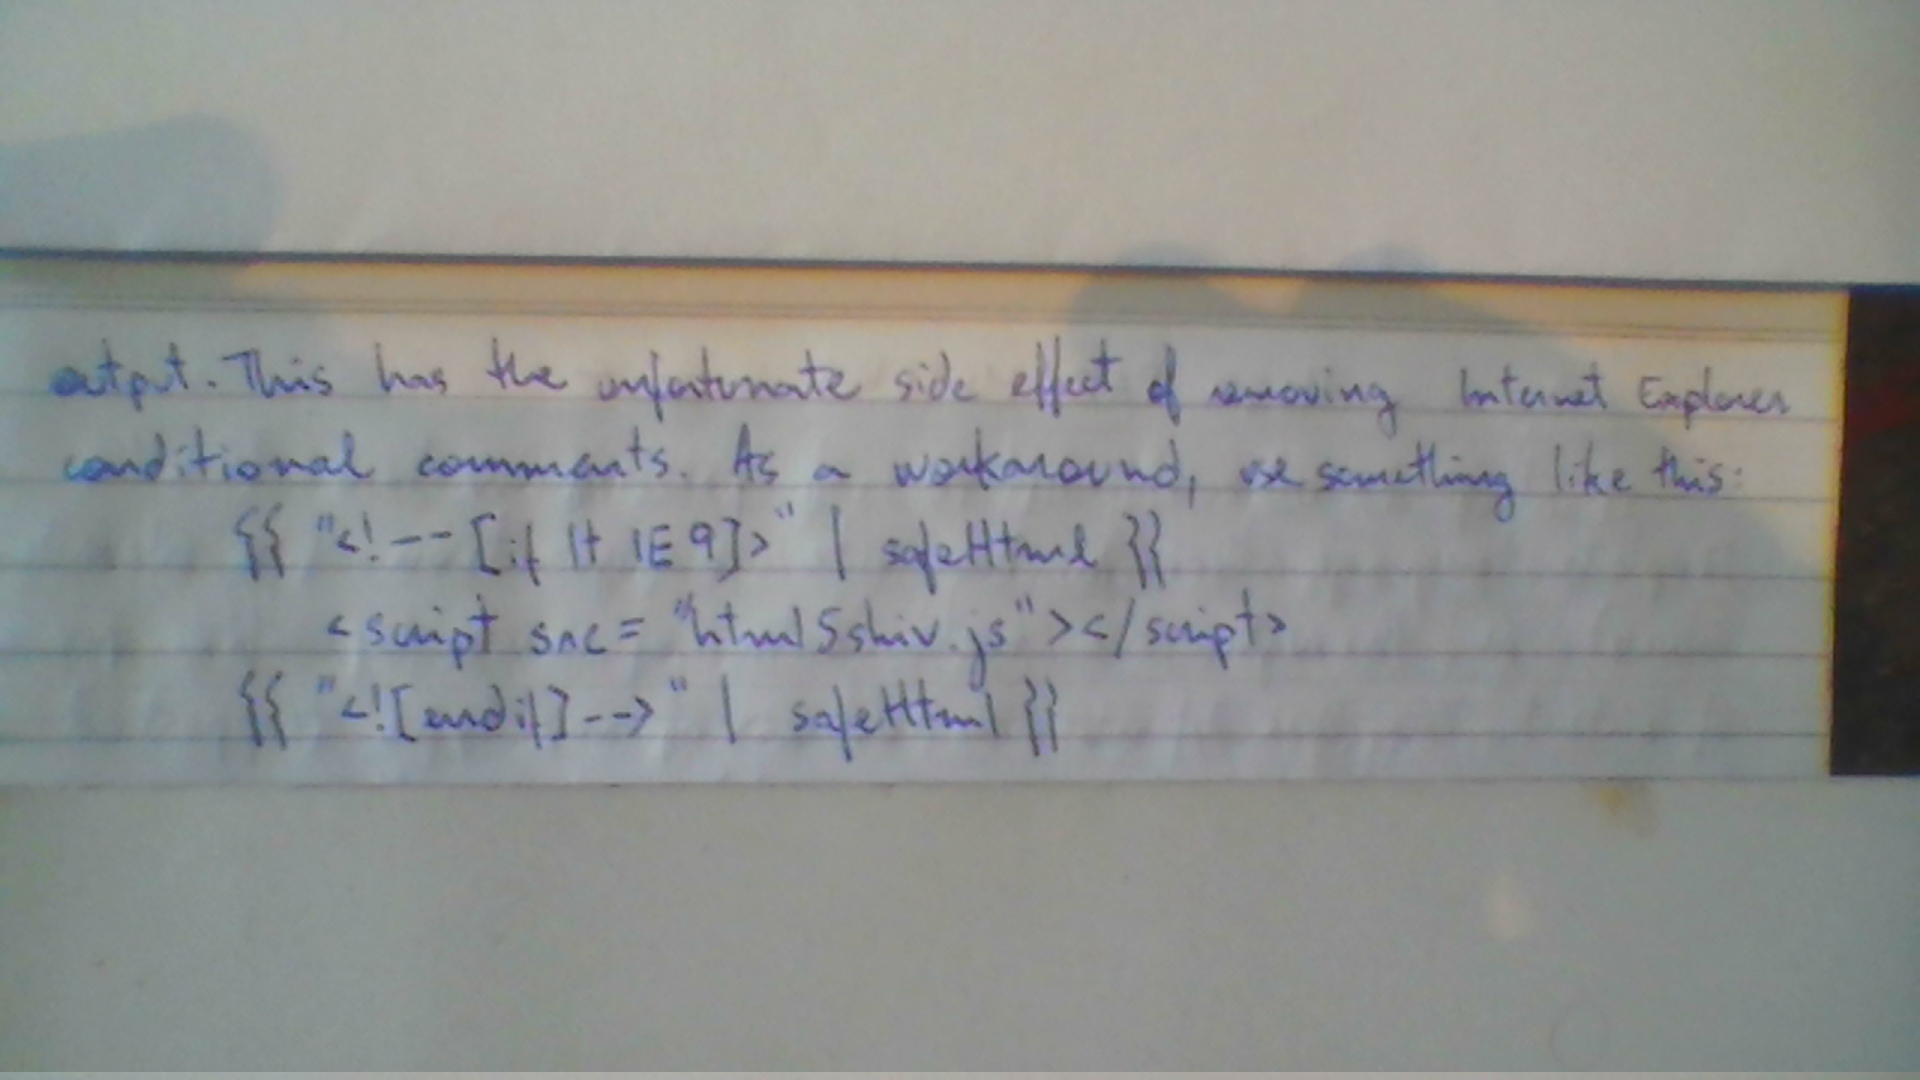 output. This has the unfortunate side effect of removing Internet Explorer
conditional comments. As a workaround, use something like this:
{{ "<!--[if lt IE 9]>" | safeHtml }}
<script src="html5shiv.js"></script>
{{ "<![endif]-->" | safeHtml }}